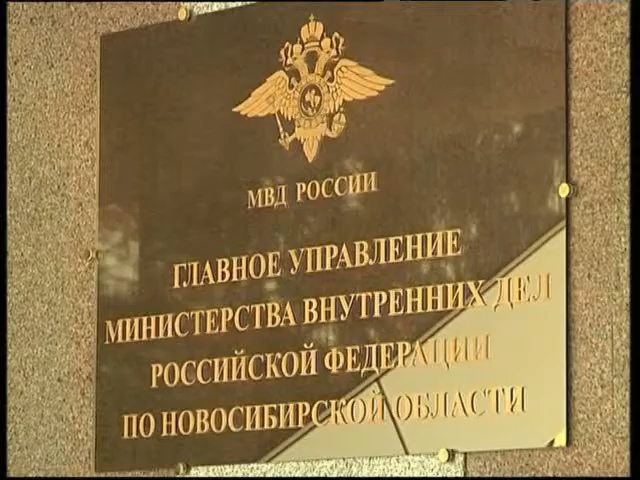 МВД РОССИИ
ГЛАВНОЕ УПРАВЛЕНИЕ
МИНИСТЕРСТВА ВНУТРЕННИХ ДЕЛ
РОССИЙСКОЙ ФЕДЕРАЦИИ
ПО НОВОСИБИРСКОЙ ОБЛАСТИ